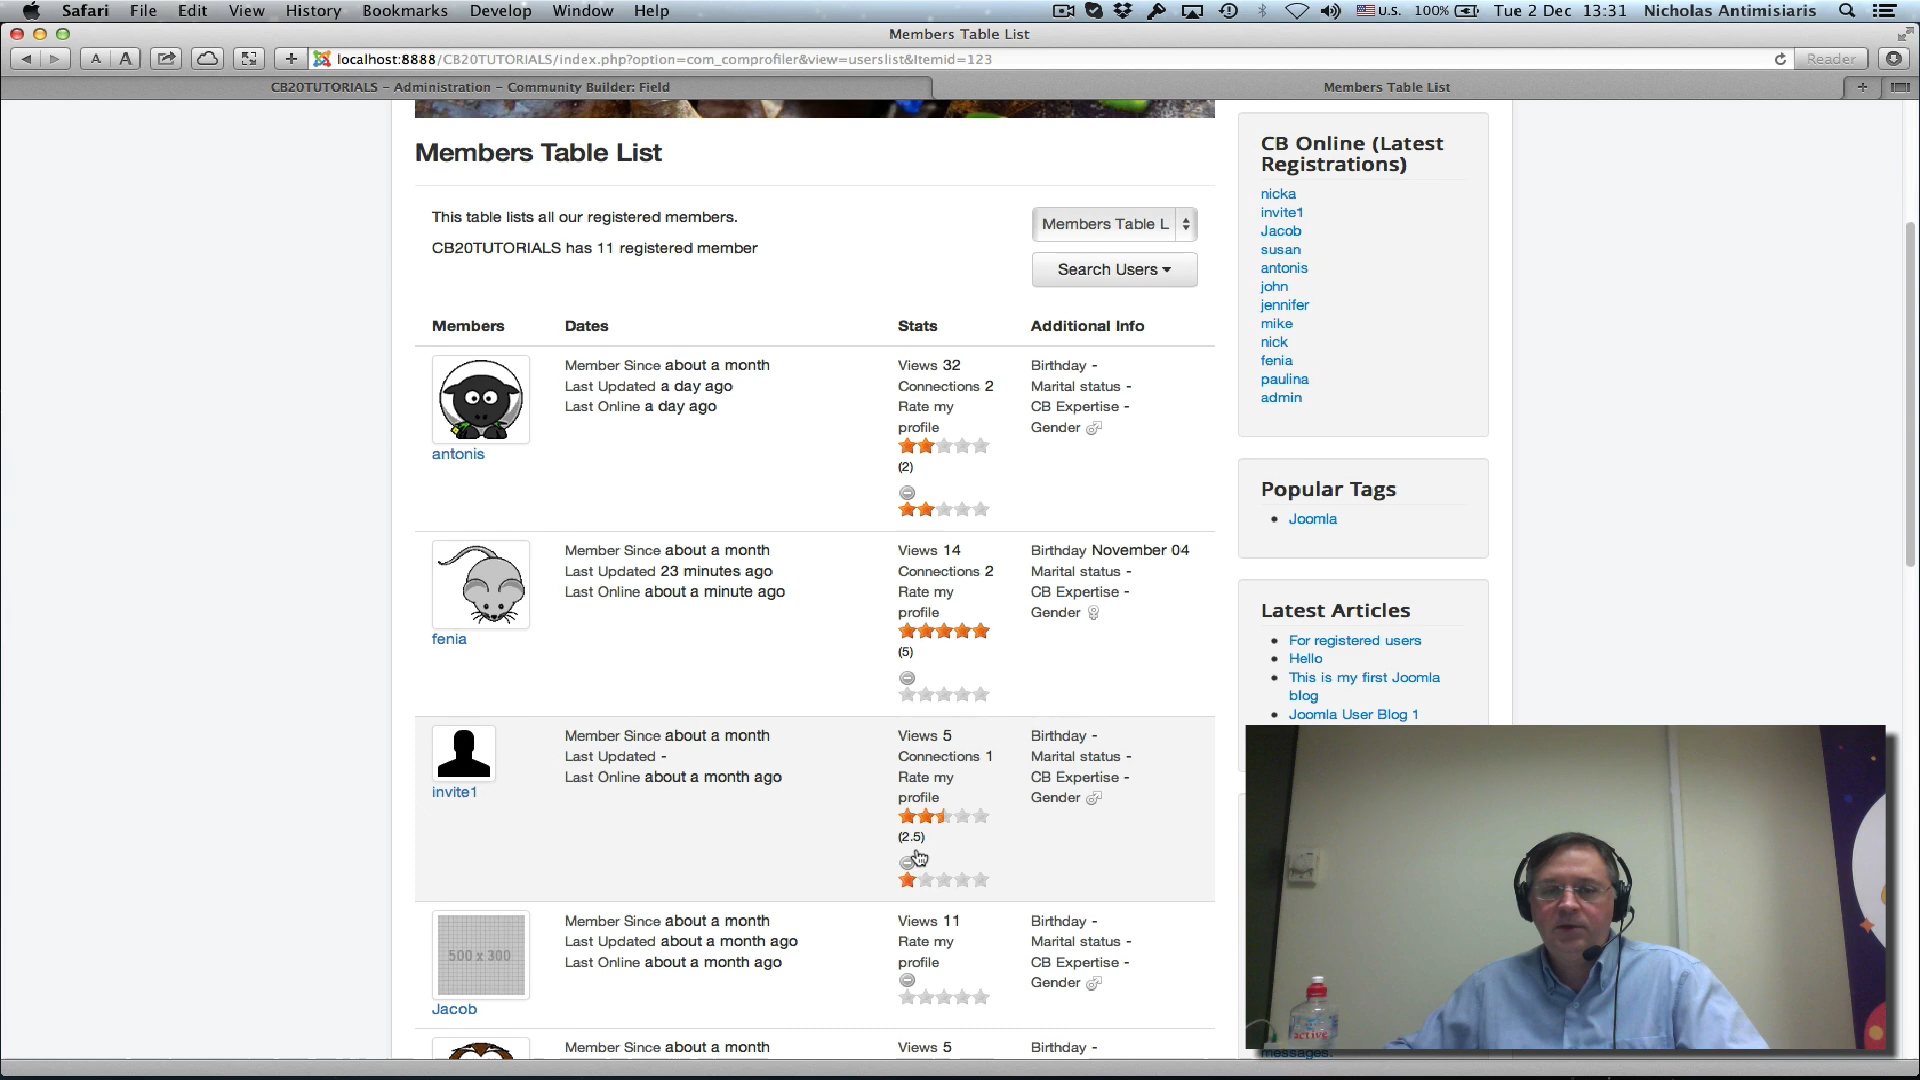 Safari File Edit View History Bookmarks Develop Window Help U.S. 100% Tue 2 Dec 13:31 Nicholas Antimisiaris
Members Table List
A A + localhost:8888/CB20TUTORIALS/index.php?option=com_comprofiler&view=userslist&Itemid=123 Reader
CB20TUTORIALS – Administration – Community Builder: Field
Members Table List
Members Table List
This table lists all our registered members.
CB20TUTORIALS has 11 registered member
Members Table L
Search Users
Members Dates Stats Additional Info
antonis
Member Since about a month
Last Updated a day ago
Last Online a day ago
Views 32
Connections 2
Rate my
profile
(2)
Birthday -
Marital status -
CB Expertise -
Gender
fenia
Member Since about a month
Last Updated 23 minutes ago
Last Online about a minute ago
Views 14
Connections 2
Rate my
profile
(5)
Birthday November 04
Marital status -
CB Expertise -
Gender
invite1
Member Since about a month
Last Updated -
Last Online about a month ago
Views 5
Connections 1
Rate my
profile
(2.5)
Birthday -
Marital status -
CB Expertise -
Gender
500 x 300
Jacob
Member Since about a month
Last Updated about a month ago
Last Online about a month ago
Views 11
Rate my
profile
Birthday -
Marital status -
CB Expertise -
Gender
Member Since about a month
Views 5
Birthday -
CB Online (Latest
Registrations)
nicka
invite1
Jacob
susan
antonis
john
jennifer
mike
nick
fenia
paulina
admin
Popular Tags
Joomla
Latest Articles
For registered users
Hello
This is my first Joomla
blog
Joomla User Blog 1
active
messages.